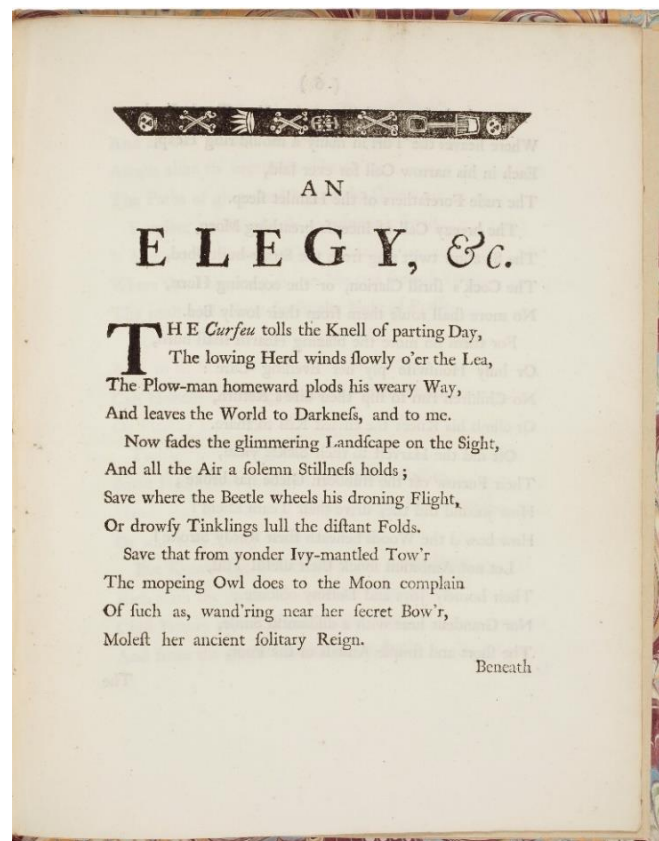 AN
ELEGY, &c.
THE Curfeu tolls the Knell of parting Day,
The lowing Herd winds ſlowly o'er the Lea,
The Plow-man homeward plods his weary Way,
And leaves the World to Darkneſs, and to me.
Now fades the glimmering Landſcape on the Sight,
And all the Air a ſolemn Stillneſs holds;
Save where the Beetle wheels his droning Flight,
Or drowſy Tinklings lull the diſtant Folds.
Save that from yonder Ivy-mantled Tow'r
The mopeing Owl does to the Moon complain
Of ſuch as, wand'ring near her ſecret Bow'r,
Moleſt her ancient ſolitary Reign.
Beneath